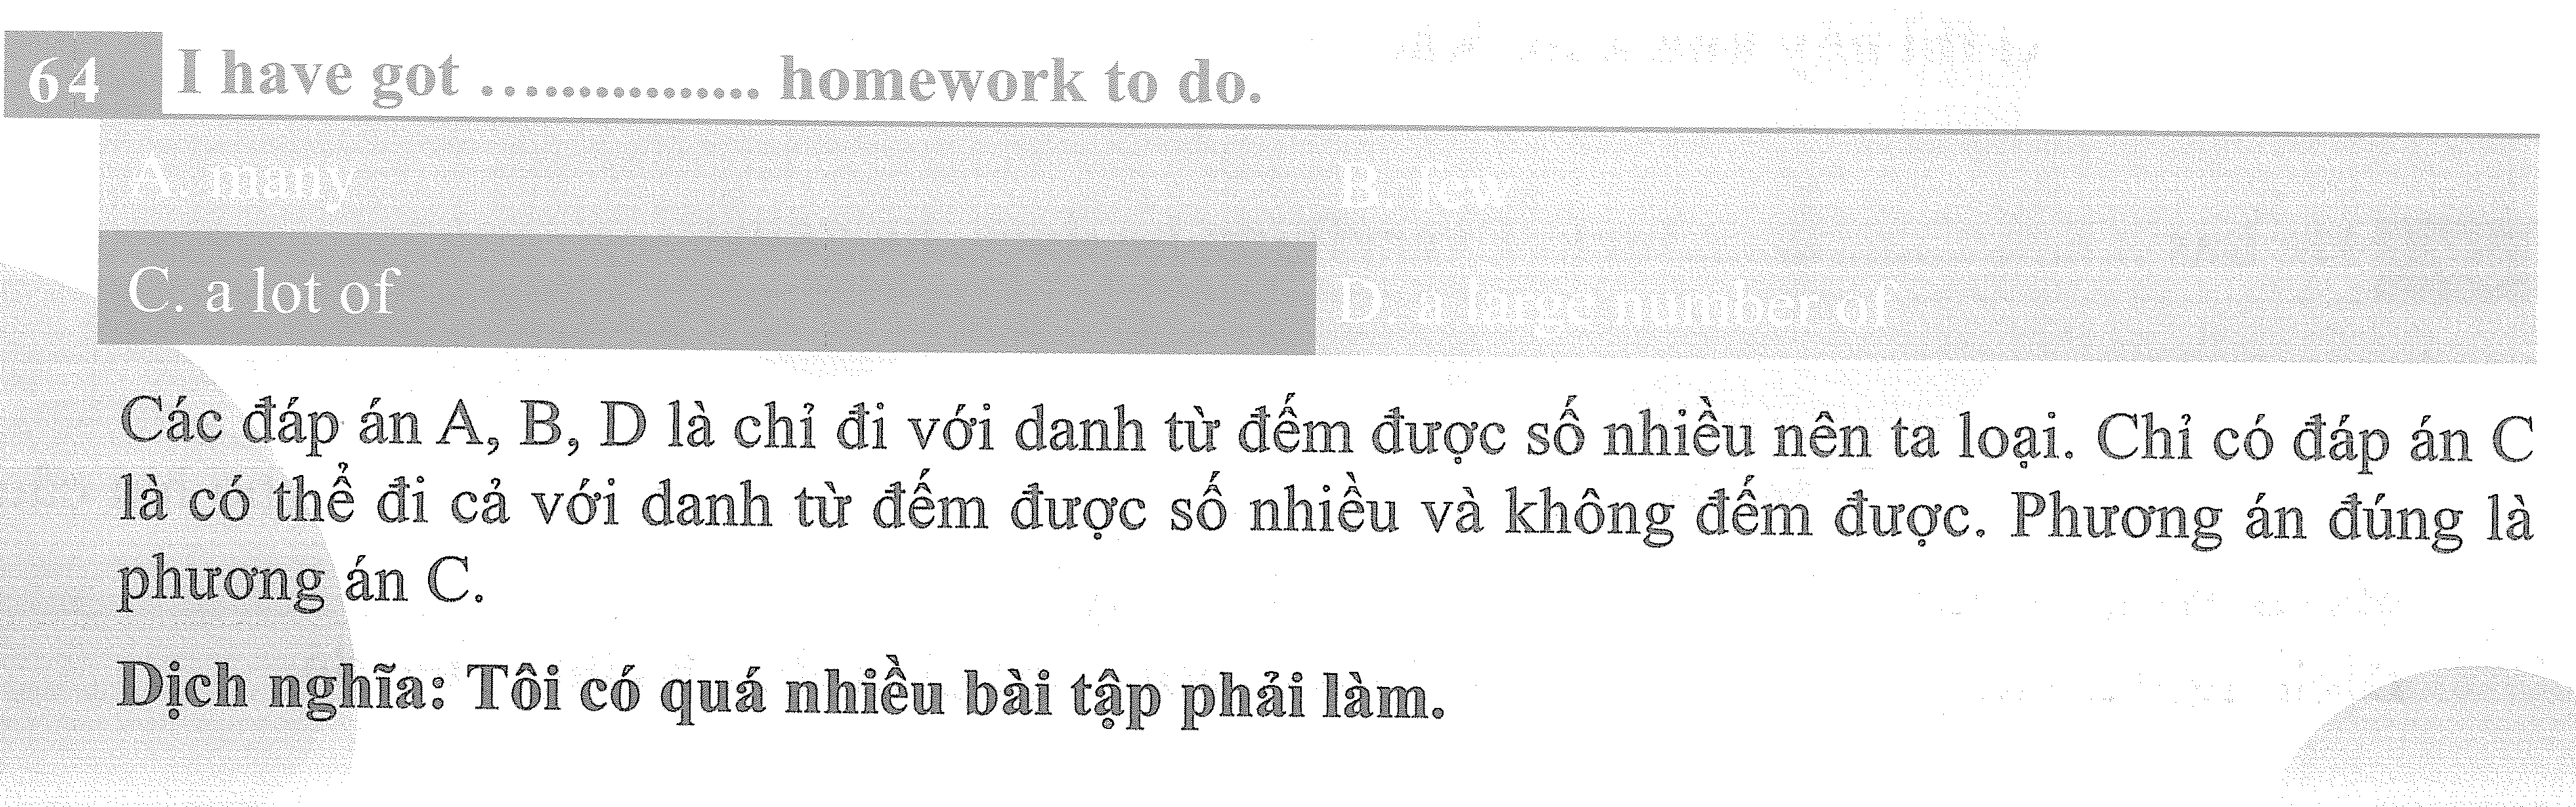 64 I have got ............... homework to do.
A. many B. few
C. a lot of D. a large number of
Các đáp án A, B, D là chỉ đi với danh từ đếm được số nhiều nên ta loại. Chỉ có đáp án C
là có thể đi cả với danh từ đếm được số nhiều và không đếm được. Phương án đúng là
phương án C.
Dịch nghĩa: Tôi có quá nhiều bài tập phải làm.